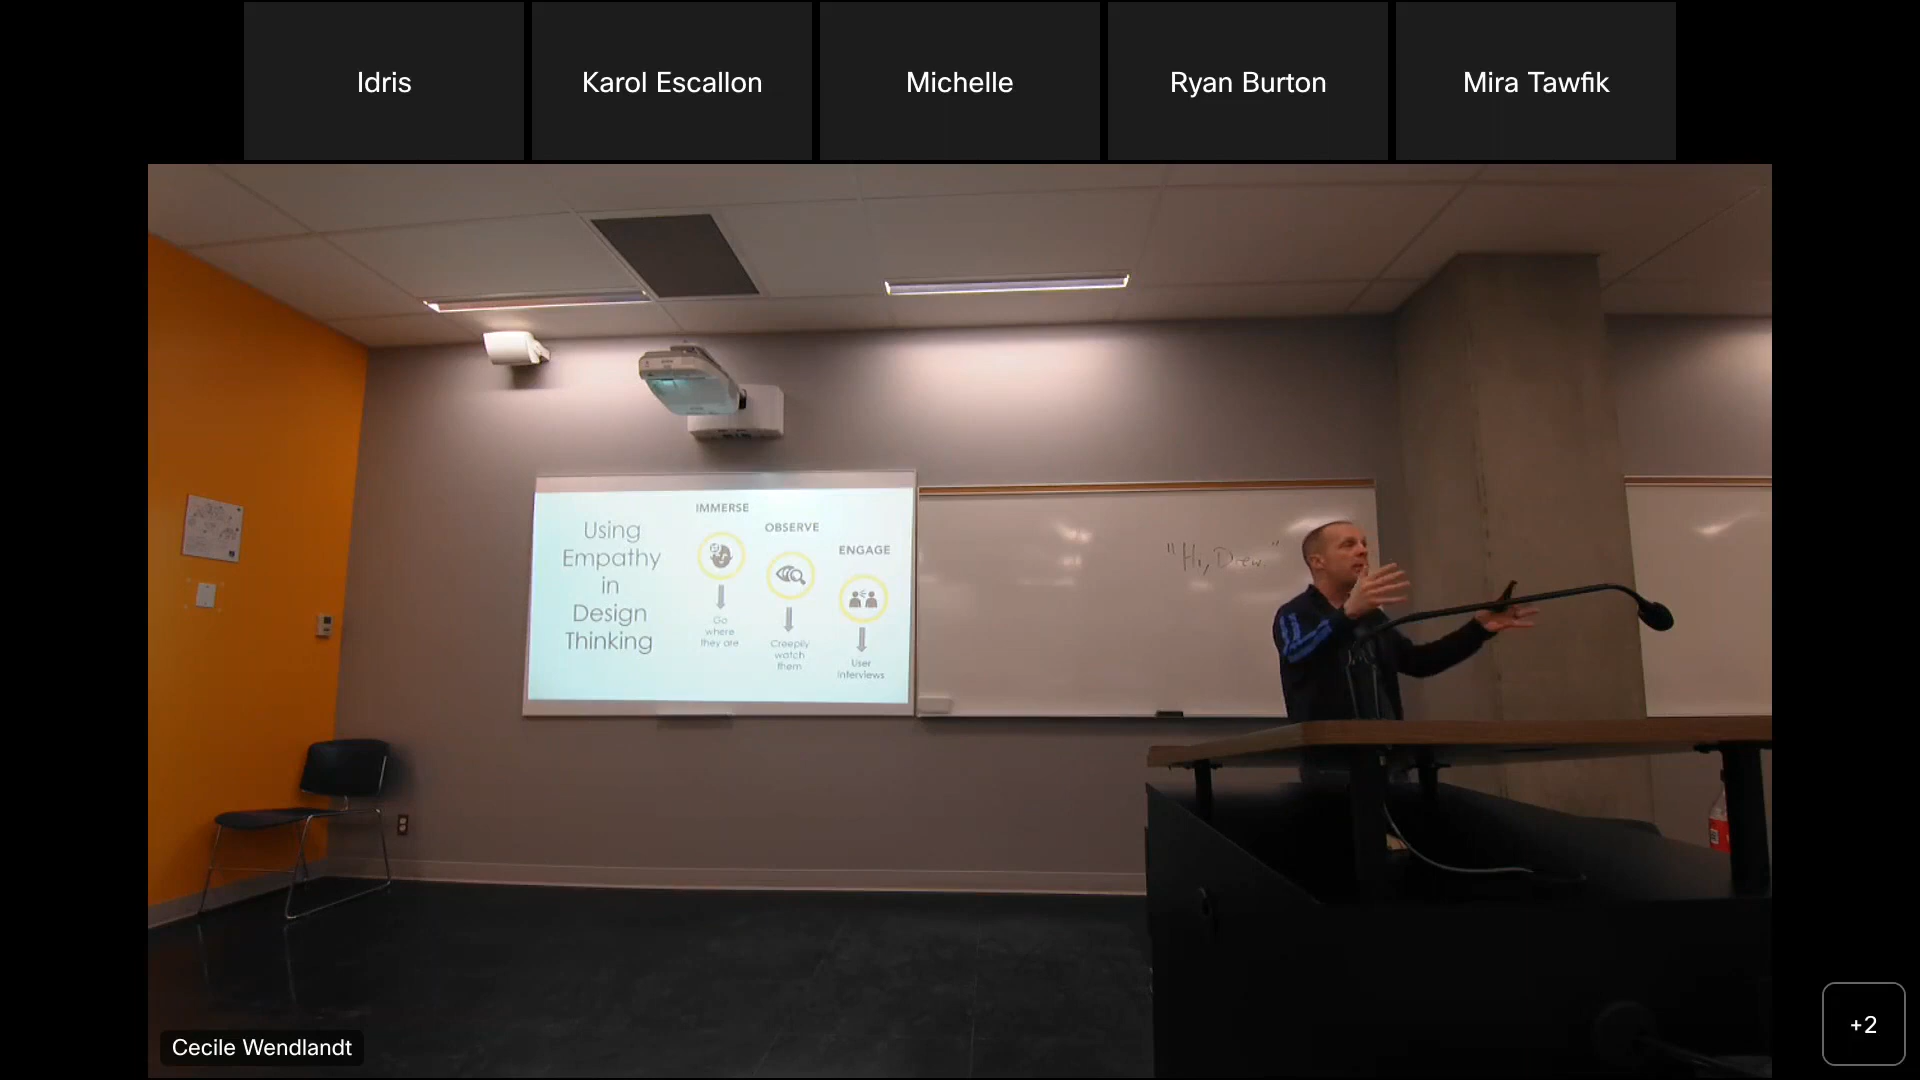 Idris
Karol Escallon
Michelle
Ryan Burton
Mira Tawfik
Using
Empathy
in
Design
Thinking
IMMERSE
Go
where
they are
OBSERVE
Creepily
watch
them
ENGAGE
User
Interviews
"Hi, Drew"
Cecile Wendlandt
+2